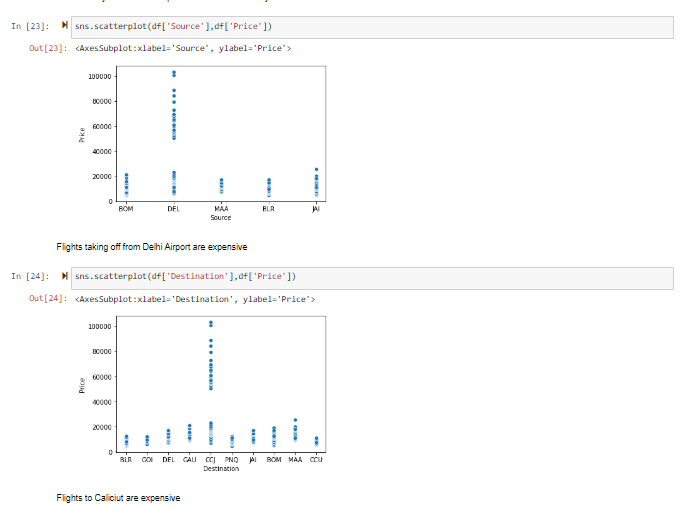 In [23]: sns.scatterplot(df['Source'],df['Price'])
Out[23]: <AxesSubplot:xlabel='Source', ylabel='Price'>
100000
80000
60000
40000
20000
0
Price
BOM DEL MAA BLR JAI
Source
Flights taking off from Delhi Airport are expensive
In [24]: sns.scatterplot(df['Destination'],df['Price'])
Out[24]: <AxesSubplot:xlabel='Destination', ylabel='Price'>
100000
80000
60000
40000
20000
0
Price
BLR GOI DEL GAU CCJ PNQ JAI BOM MAA CCU
Destination
Flights to Caliciut are expensive